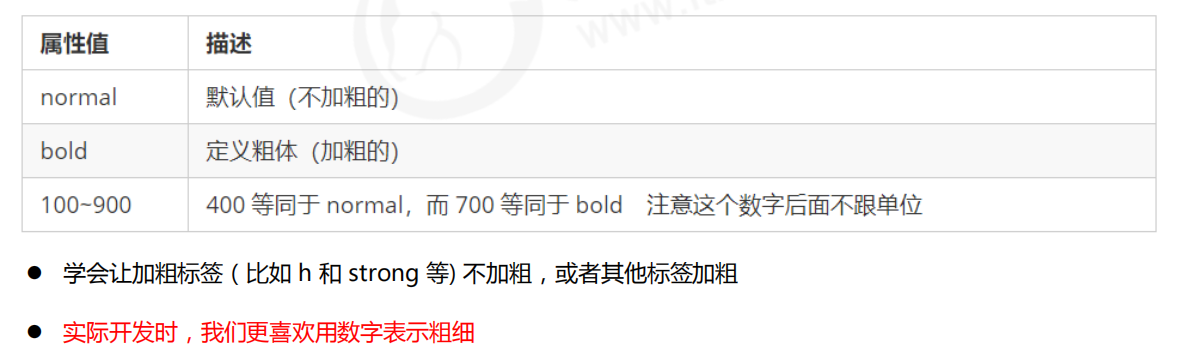 属性值 描述
normal 默认值（不加粗的）
bold 定义粗体（加粗的）
100~900 400 等同于 normal，而 700 等同于 bold 注意这个数字后面不跟单位
● 学会让加粗标签（比如 h 和 strong 等) 不加粗，或者其他标签加粗
● 实际开发时，我们更喜欢用数字表示粗细